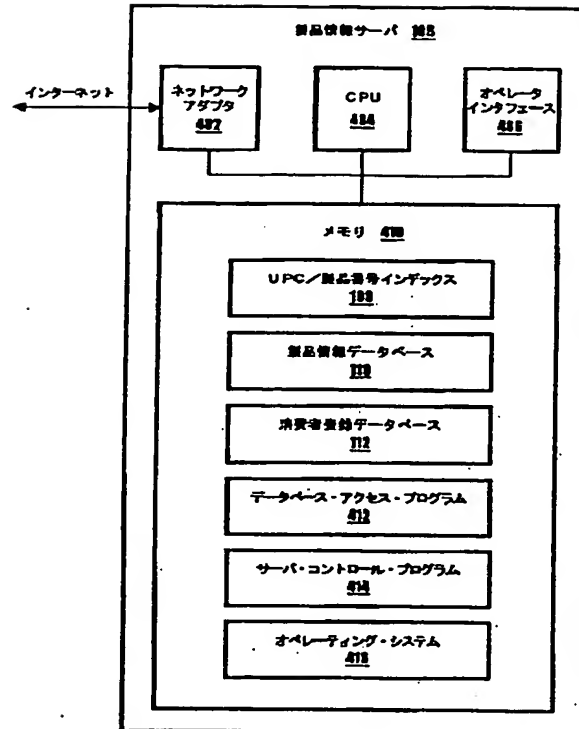 製品情報サーバ 105
インターネット
ネットワーク
アダプタ
402
CPU
404
オペレータ
インタフェース
406
メモリ 410
UPC/製品番号インデックス
108
製品情報データベース
110
消費者登録データベース
112
データベース・アクセス・プログラム
412
サーバ・コントロール・プログラム
414
オペレーティング・システム